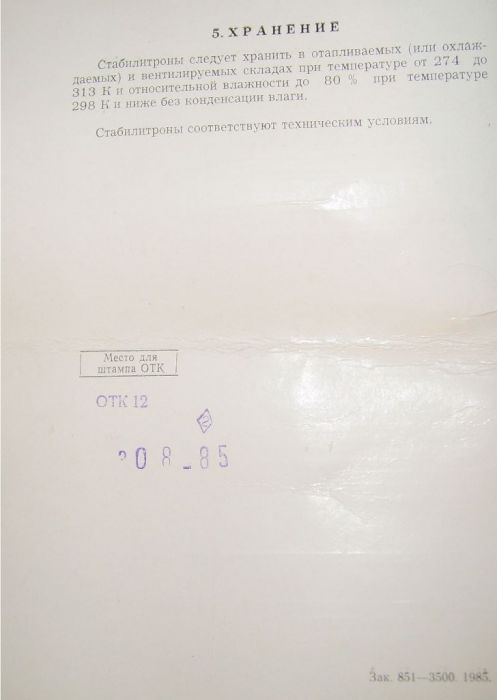 5. ХРАНЕНИЕ
Стабилитроны следует хранить в отапливаемых (или охлаж-
даемых) и вентилируемых складах при температуре от 274 до
313 К и относительной влажности до 80 % при температуре
298 К и ниже без конденсации влаги.
Стабилитроны соответствуют техническим условиям.
Место для
штампа ОТК
ОТК 12
08-85
Зак. 851—3500. 1985.